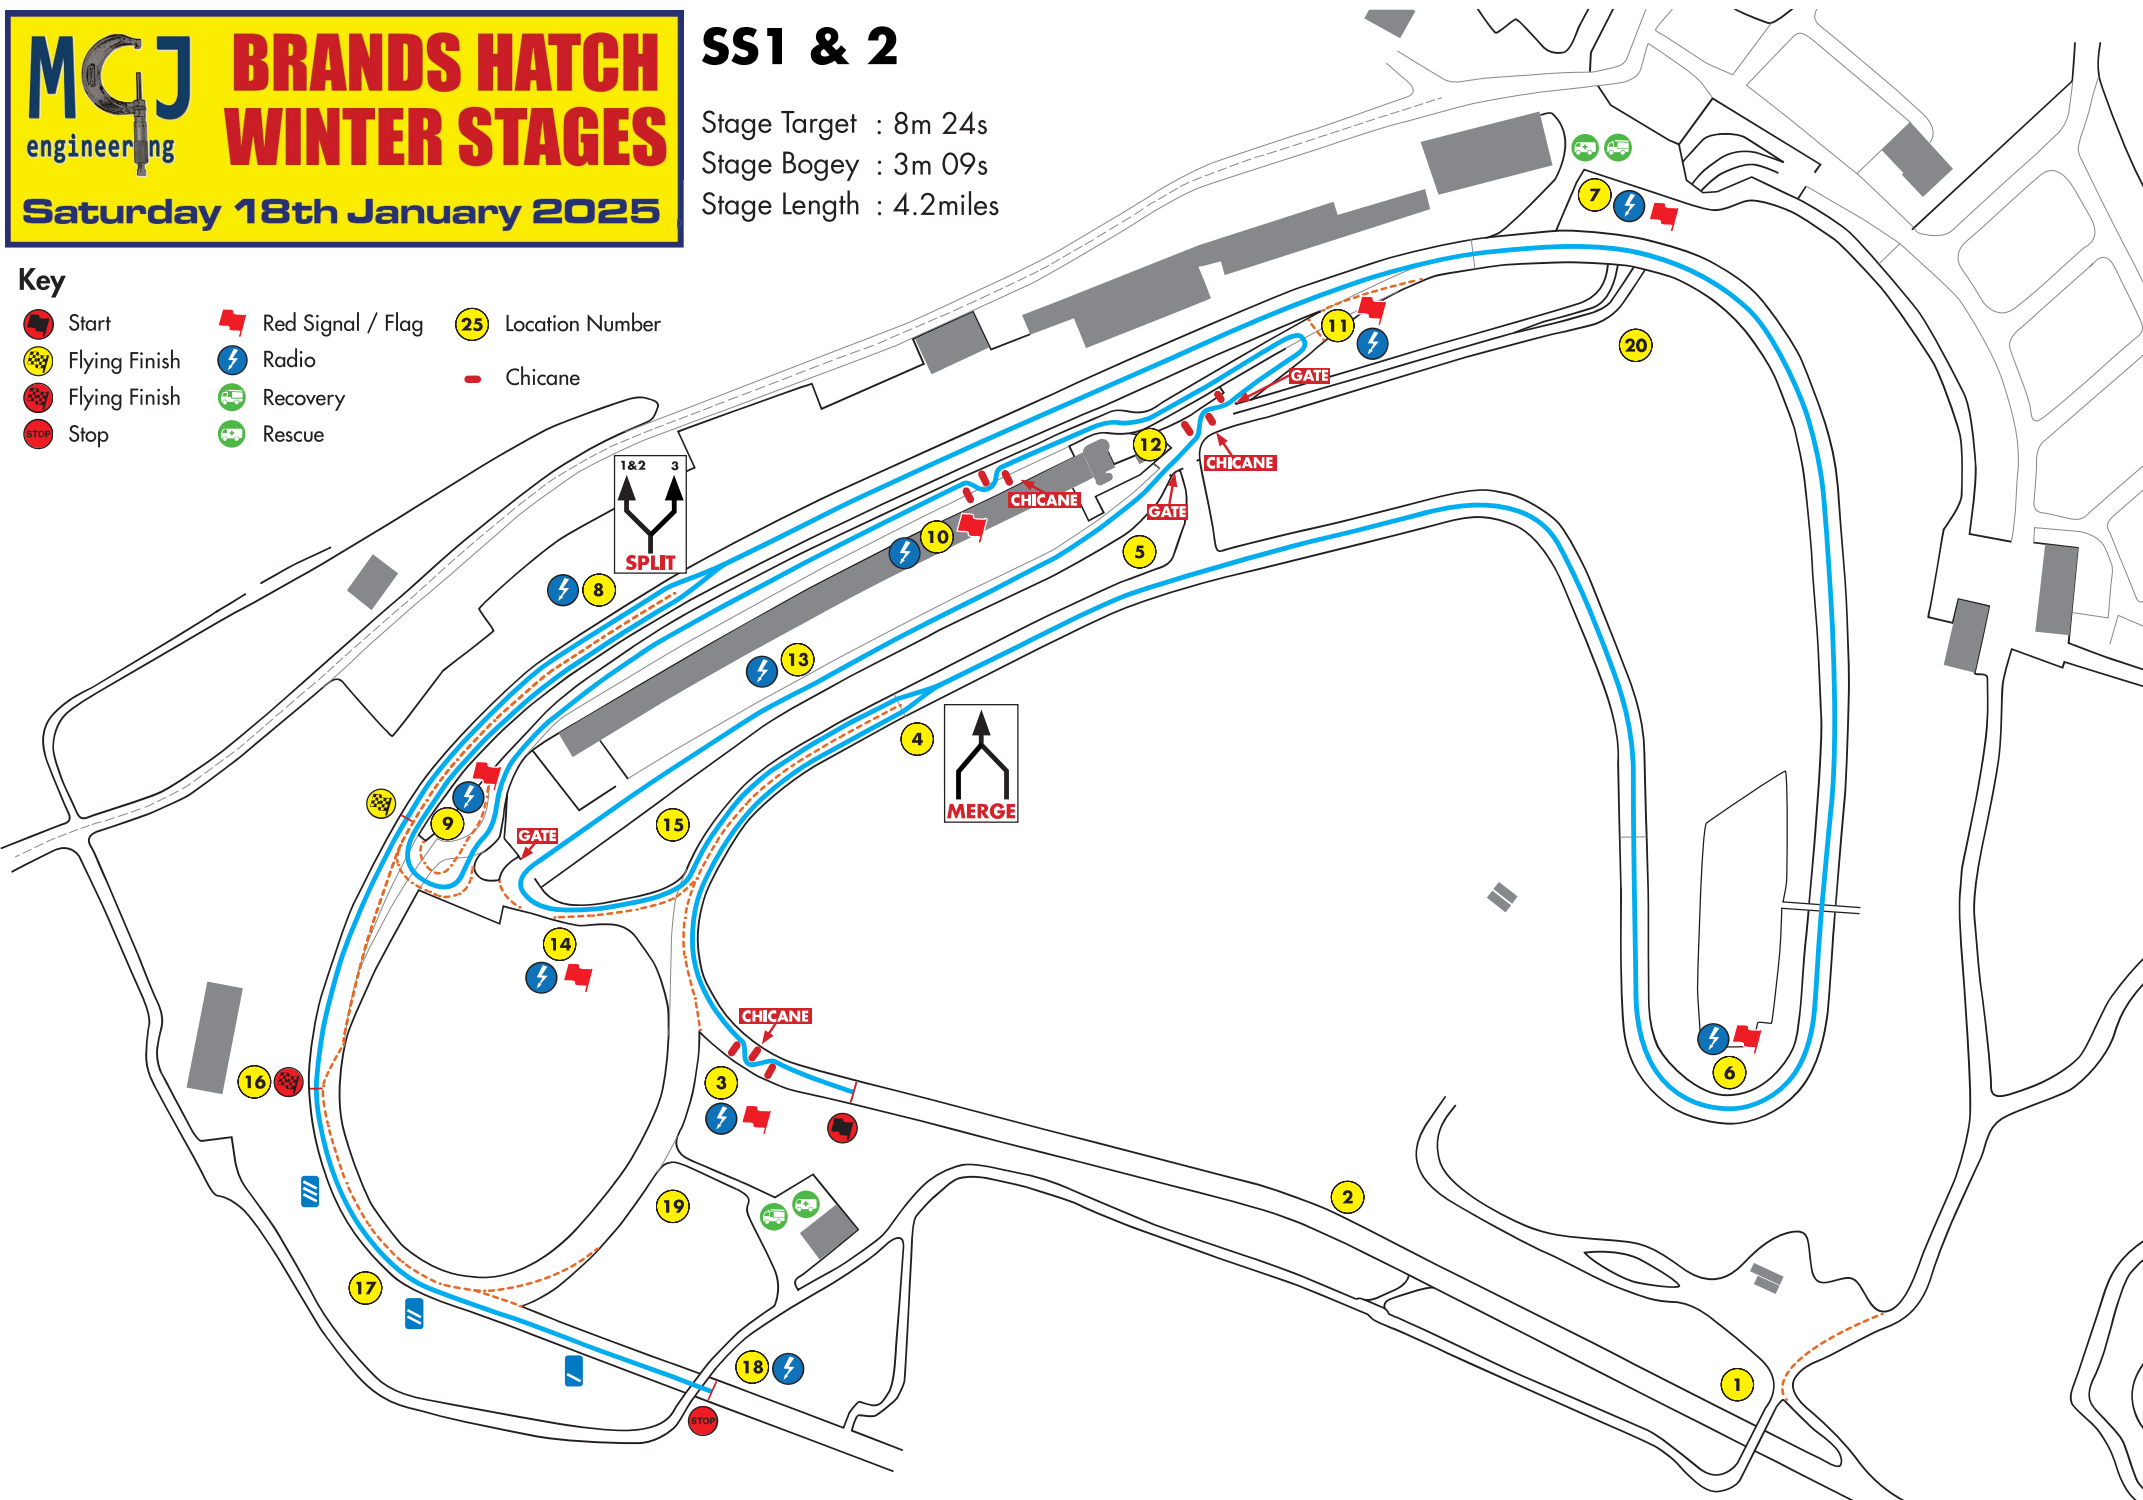 MCJ
engineering
BRANDS HATCH
WINTER STAGES
Saturday 18th January 2025
SS1 & 2
Stage Target : 8m 24s
Stage Bogey : 3m 09s
Stage Length : 4.2miles
Key
Start
Flying Finish
Flying Finish
STOP Stop
Red Signal / Flag
Radio
Recovery
Rescue
25 Location Number
Chicane
7
11
20
GATE
12
CHICANE
1&2 3
SPLIT
CHICANE
GATE
10
5
8
13
4
MERGE
9
15
GATE
14
CHICANE
16
3
6
2
19
17
18
1
STOP